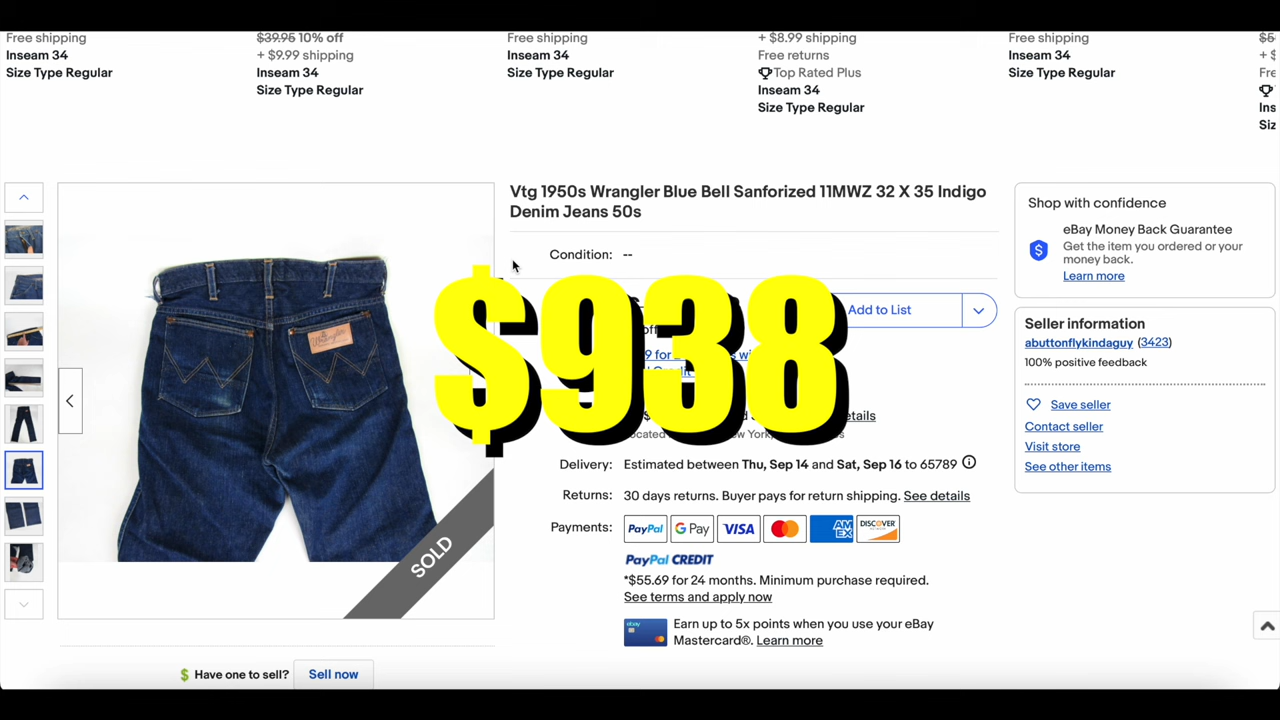 Free shipping
Inseam 34
Size Type Regular
$39.95 10% off
+ $9.99 shipping
Inseam 34
Size Type Regular
Free shipping
Inseam 34
Size Type Regular
+ $8.99 shipping
Free returns
Top Rated Plus
Inseam 34
Size Type Regular
Free shipping
Inseam 34
Size Type Regular
Vtg 1950s Wrangler Blue Bell Sanforized 11MWZ 32 X 35 Indigo
Denim Jeans 50s
Condition: --
$938
Add to List
Delivery: Estimated between Thu, Sep 14 and Sat, Sep 16 to 65789
Returns: 30 days returns. Buyer pays for return shipping. See details
Payments: PayPal G Pay VISA AM EX DISCOVER
PayPal CREDIT
*$55.69 for 24 months. Minimum purchase required.
See terms and apply now
ebay
Earn up to 5x points when you use your eBay
Mastercard®. Learn more
Wrangler
SOLD
Have one to sell? Sell now
Shop with confidence
eBay Money Back Guarantee
Get the item you ordered or your
money back.
Learn more
Seller information
abuttonflykindaguy (3423)
100% positive feedback
Save seller
Contact seller
Visit store
See other items